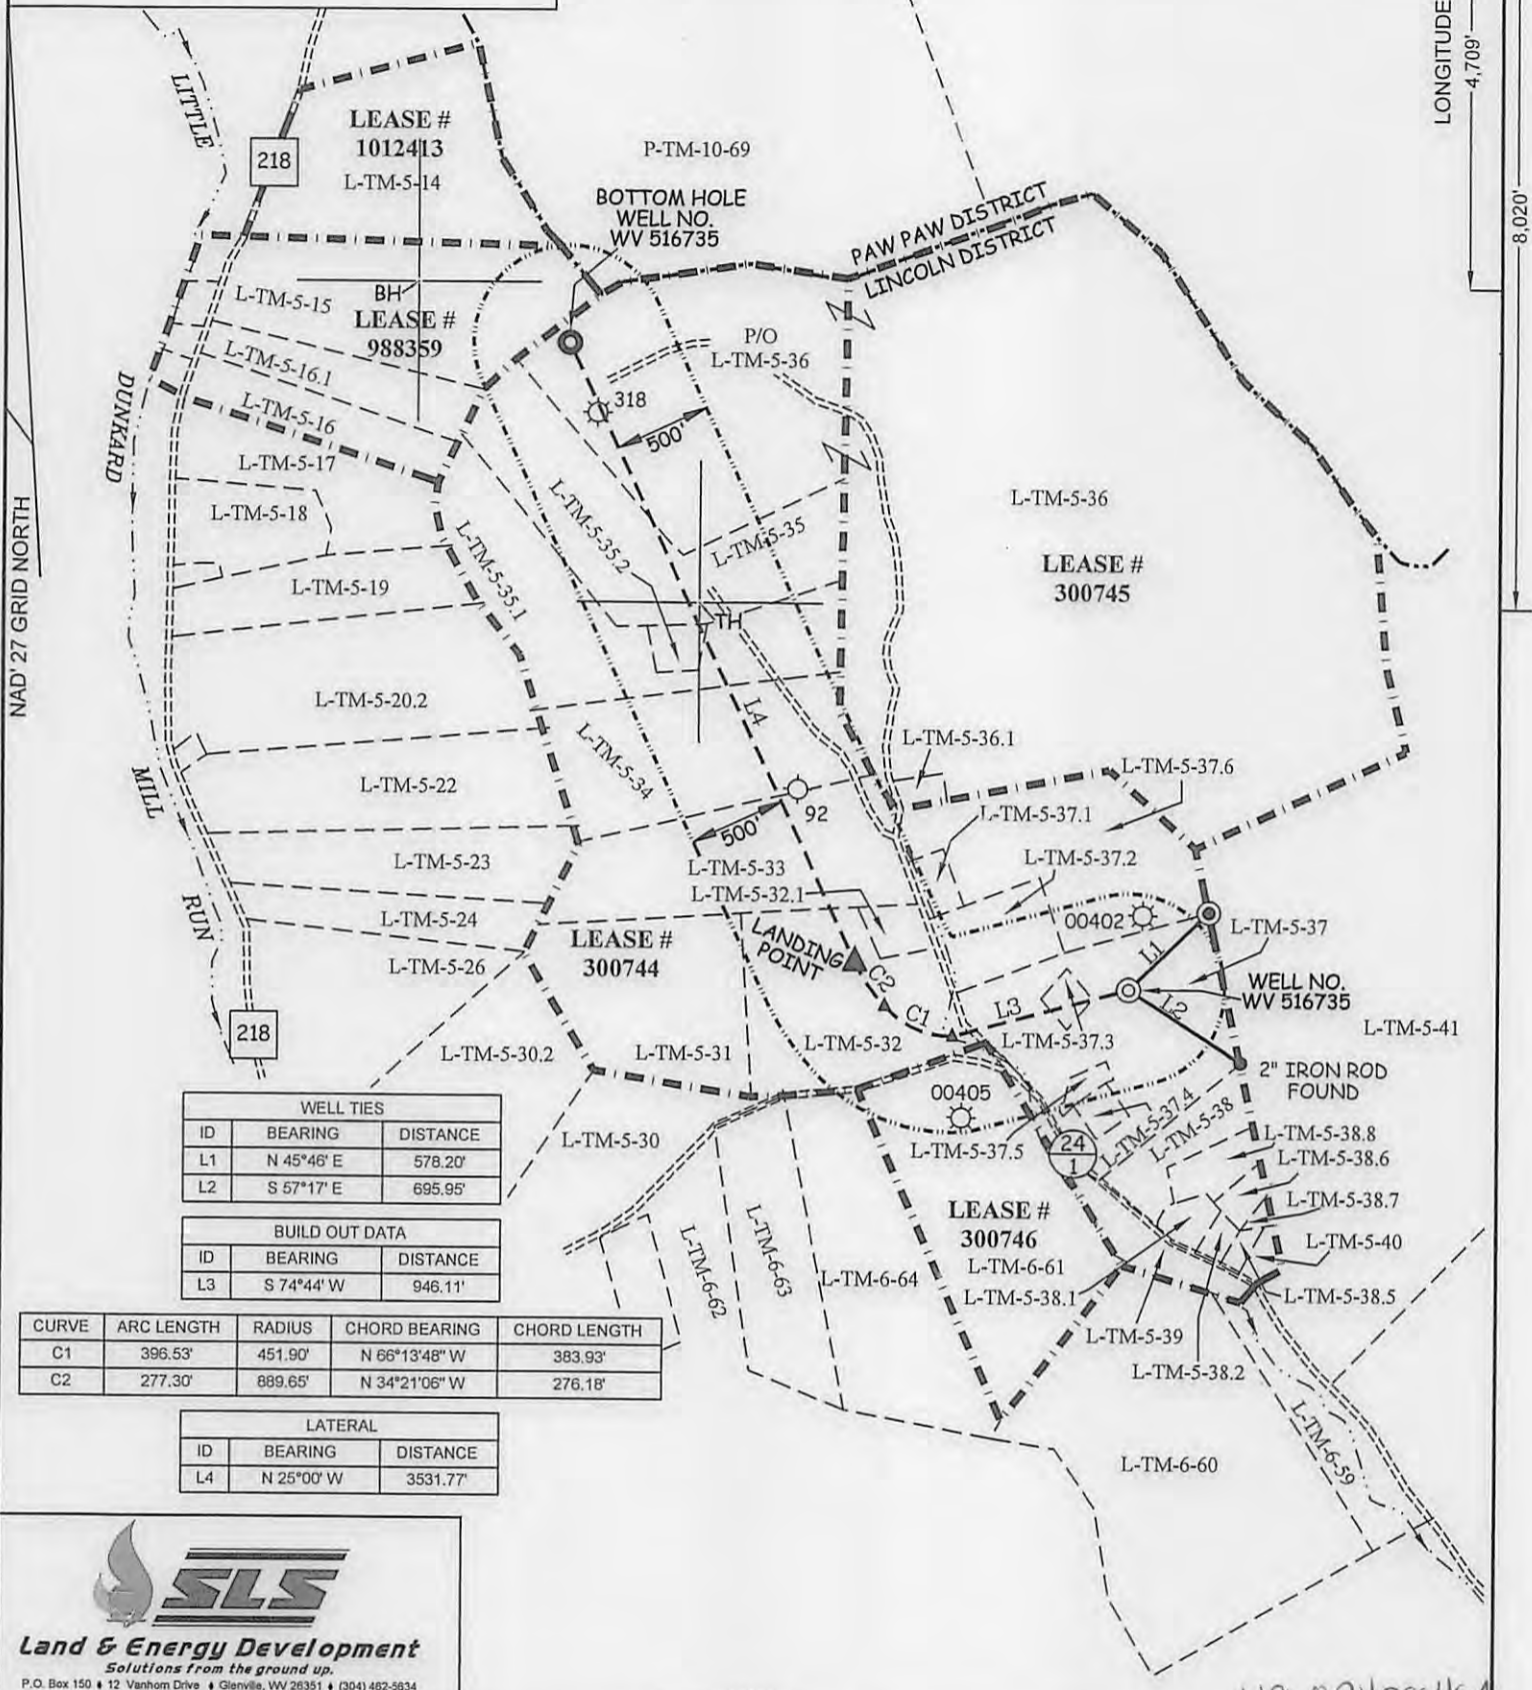 LONGITUDE
4,709'
8,020'
NAD'27 GRID NORTH
LITTLE
DUNKARD
MILL
RUN
218
LEASE #
1012413
L-TM-5-14
P-TM-10-69
BOTTOM HOLE
WELL NO.
WV 516735
PAW PAW DISTRICT
LINCOLN DISTRICT
L-TM-5-15
BH
LEASE #
988359
L-TM-5-16.1
L-TM-5-16
P/O
L-TM-5-36
318
500'
L-TM-5-17
L-TM-5-18
L-TM-5-19
L-TM-5-35.1
L-TM-5-35.2
L-TM-5-35
L-TM-5-36
LEASE #
300745
TH
L-TM-5-20.2
L4
L-TM-5-34
L-TM-5-36.1
L-TM-5-37.6
L-TM-5-22
92
L-TM-5-37.1
500'
L-TM-5-23
L-TM-5-33
L-TM-5-37.2
L-TM-5-32.1
L-TM-5-24
00402
L-TM-5-37
LEASE #
300744
LANDING
POINT
L-TM-5-26
C2
L1
WELL NO.
WV 516735
C1
L3
L2
218
L-TM-5-41
L-TM-5-30.2
L-TM-5-31
L-TM-5-32
L-TM-5-37.3
2" IRON ROD
FOUND
00405
L-TM-5-30
L-TM-5-37.5
24
1
L-TM-5-37.4
L-TM-5-38
L-TM-5-38.8
L-TM-5-38.6
L-TM-5-38.7
LEASE #
300746
L-TM-6-61
L-TM-5-40
L-TM-6-62
L-TM-6-63
L-TM-6-64
L-TM-5-38.1
L-TM-5-38.5
L-TM-5-39
L-TM-5-38.2
L-TM-6-59
L-TM-6-60
WELL TIES
ID BEARING DISTANCE
L1 N 45°46' E 578.20'
L2 S 57°17' E 695.95'
BUILD OUT DATA
ID BEARING DISTANCE
L3 S 74°44' W 946.11'
CURVE ARC LENGTH RADIUS CHORD BEARING CHORD LENGTH
C1 396.53' 451.90' N 66°13'48" W 383.93'
C2 277.30' 889.65' N 34°21'06" W 276.18'
LATERAL
ID BEARING DISTANCE
L4 N 25°00' W 3531.77'
SLS
Land & Energy Development
Solutions from the ground up.
P.O. Box 150 ♦ 12 Vanhorn Drive ♦ Glenville, WV 26351 ♦ (304) 462-5634